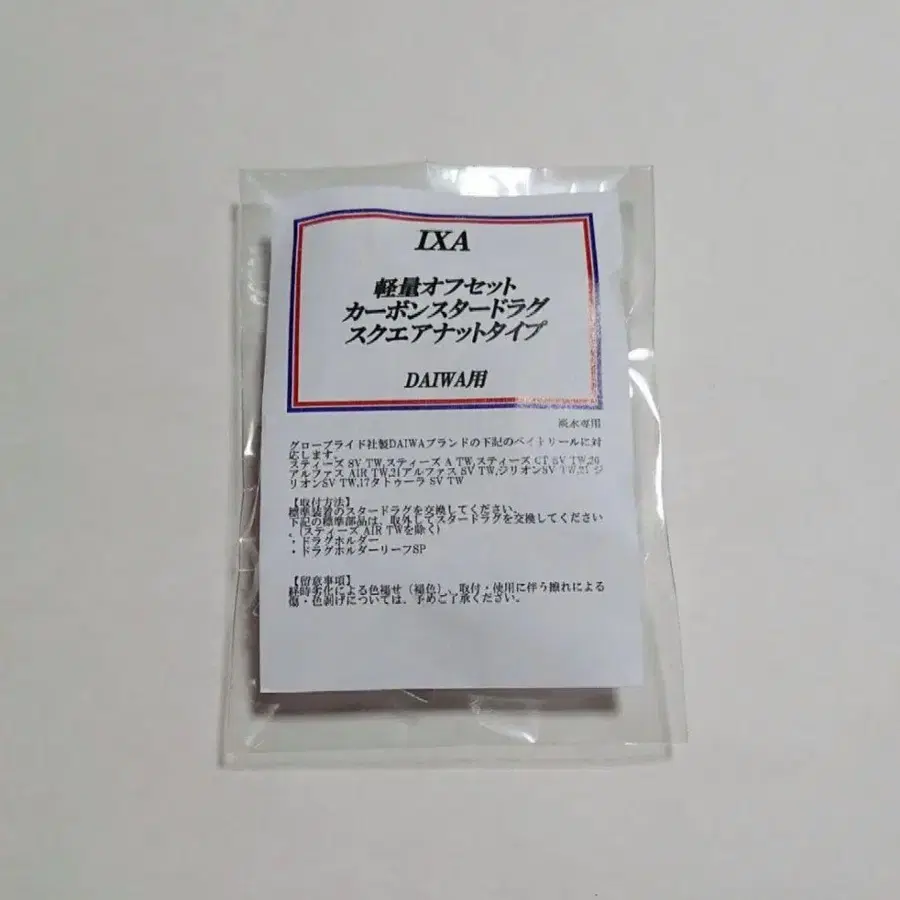 IXA
軽量オフセット
カーボンスタードラグ
スクエアナットタイプ
DAIWA用
淡水専用
グローブライド社製DAIWAブランドの下記のベイトリールに対
応します。
スティーズ SV TW,スティーズ A TW,スティーズ CT SV TW,20
アルファス AIR TW,21アルファス SV TW,ジリオンSV TW,21 ジ
リオンSV TW,17タトゥーラ SV TW
【取付方法】
標準装着のスタードラグを交換してください。
下記の標準部品は、取外してスタードラグを交換してください
。(スティーズ AIR TWを除く)
・ドラグホルダー
・ドラグホルダーリーフSP
【留意事項】
経時劣化による色褪せ（褪色）、取付・使用に伴う擦れによる
傷・色剥げについては、予めご了承ください。